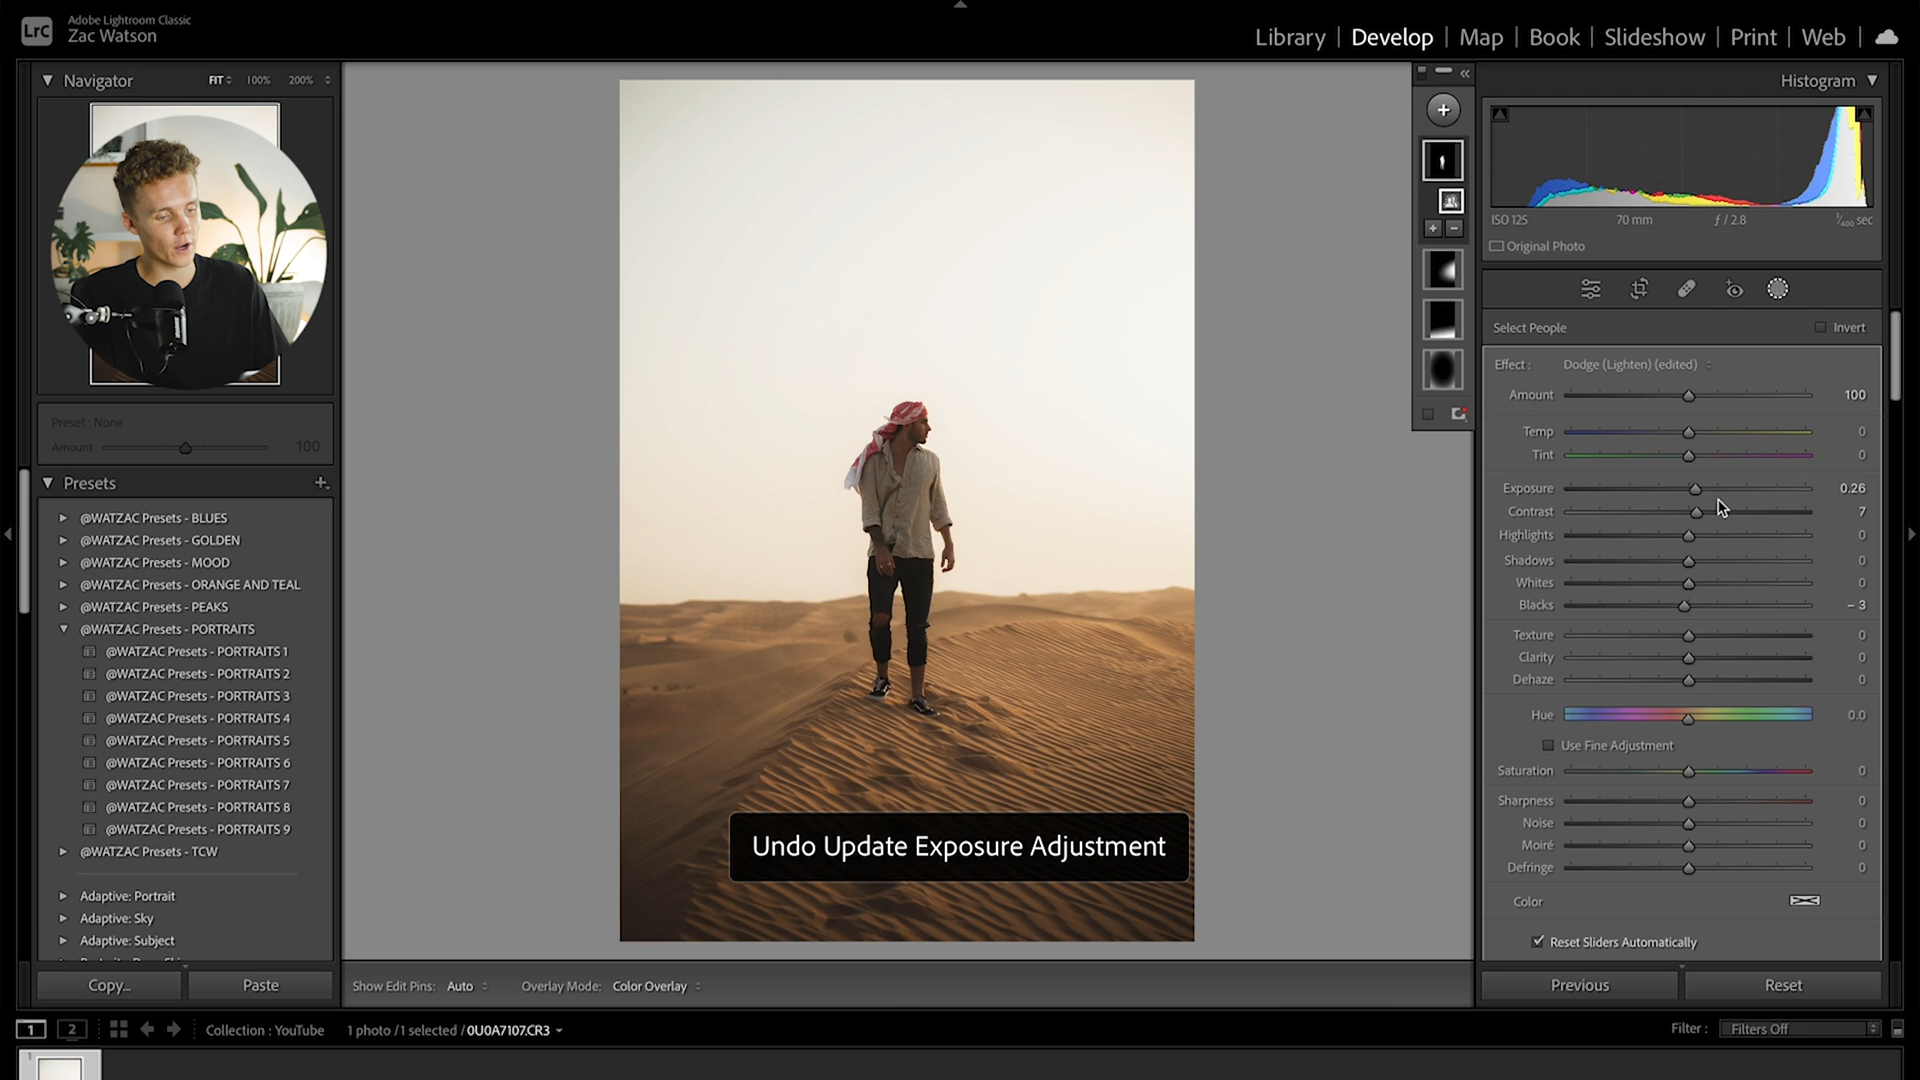 LrC
Adobe Lightroom Classic
Zac Watson
Library | Develop | Map | Book | Slideshow | Print | Web |
Navigator
FIT 100% 200%
Preset : None
Amount 100
Presets
@WATZAC Presets - BLUES
@WATZAC Presets - GOLDEN
@WATZAC Presets - MOOD
@WATZAC Presets - ORANGE AND TEAL
@WATZAC Presets - PEAKS
@WATZAC Presets - PORTRAITS
@WATZAC Presets - PORTRAITS 1
@WATZAC Presets - PORTRAITS 2
@WATZAC Presets - PORTRAITS 3
@WATZAC Presets - PORTRAITS 4
@WATZAC Presets - PORTRAITS 5
@WATZAC Presets - PORTRAITS 6
@WATZAC Presets - PORTRAITS 7
@WATZAC Presets - PORTRAITS 8
@WATZAC Presets - PORTRAITS 9
@WATZAC Presets - TCW
Adaptive: Portrait
Adaptive: Sky
Adaptive: Subject
Copy... Paste
Undo Update Exposure Adjustment
Show Edit Pins: Auto Overlay Mode: Color Overlay
Histogram
ISO 125 70 mm ƒ / 2.8 1/400 sec
Original Photo
Select People Invert
Effect : Dodge (Lighten) (edited)
Amount 100
Temp 0
Tint 0
Exposure 0.26
Contrast 7
Highlights 0
Shadows 0
Whites 0
Blacks – 3
Texture 0
Clarity 0
Dehaze 0
Hue 0.0
Use Fine Adjustment
Saturation 0
Sharpness 0
Noise 0
Moiré 0
Defringe 0
Color
Reset Sliders Automatically
Previous Reset
1 2 Collection : YouTube 1 photo / 1 selected / 0U0A7107.CR3
Filter : Filters Off
1